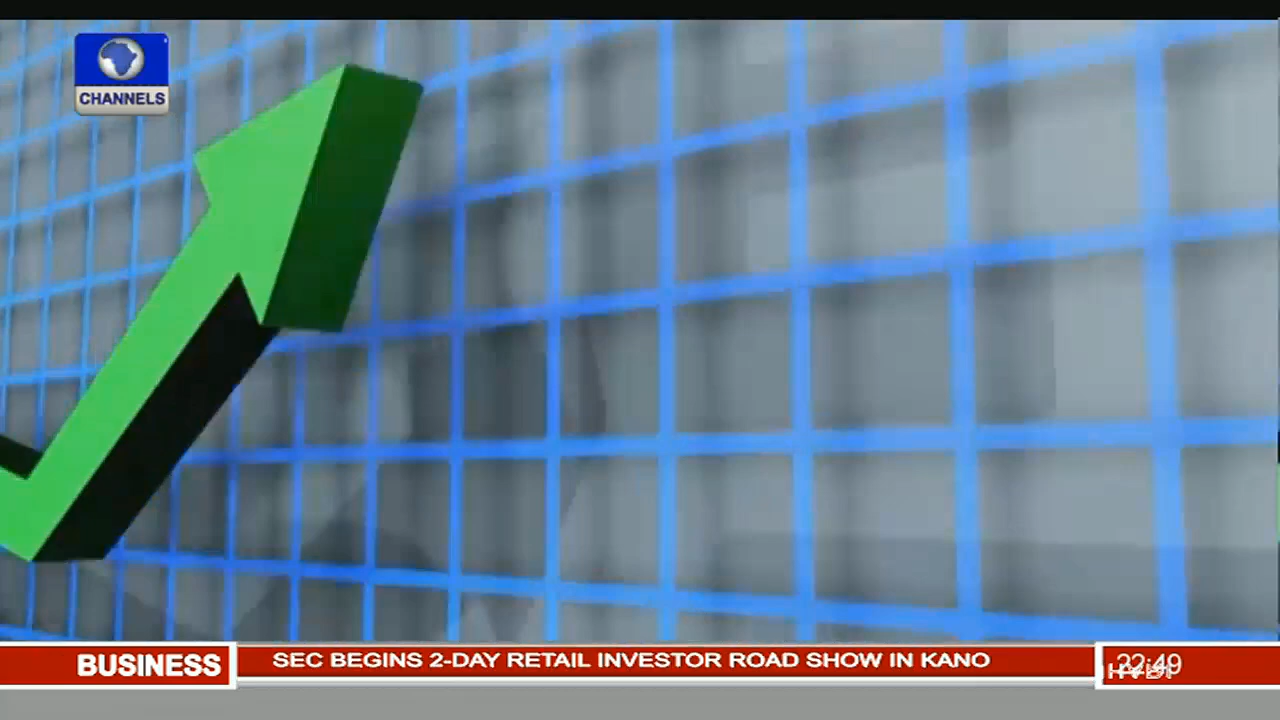 CHANNELS
BUSINESS
SEC BEGINS 2-DAY RETAIL INVESTOR ROAD SHOW IN KANO
22:49